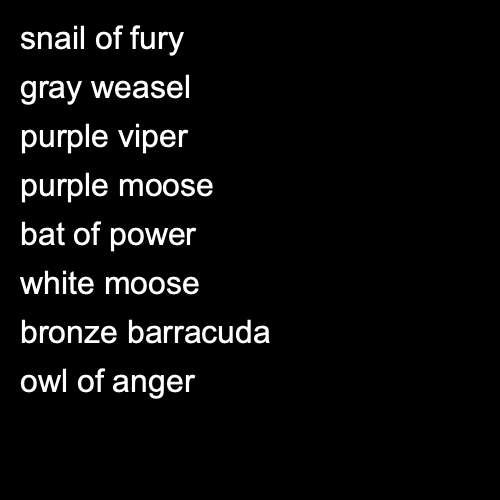 snail of fury
gray weasel
purple viper
purple moose
bat of power
white moose
bronze barracuda
owl of anger